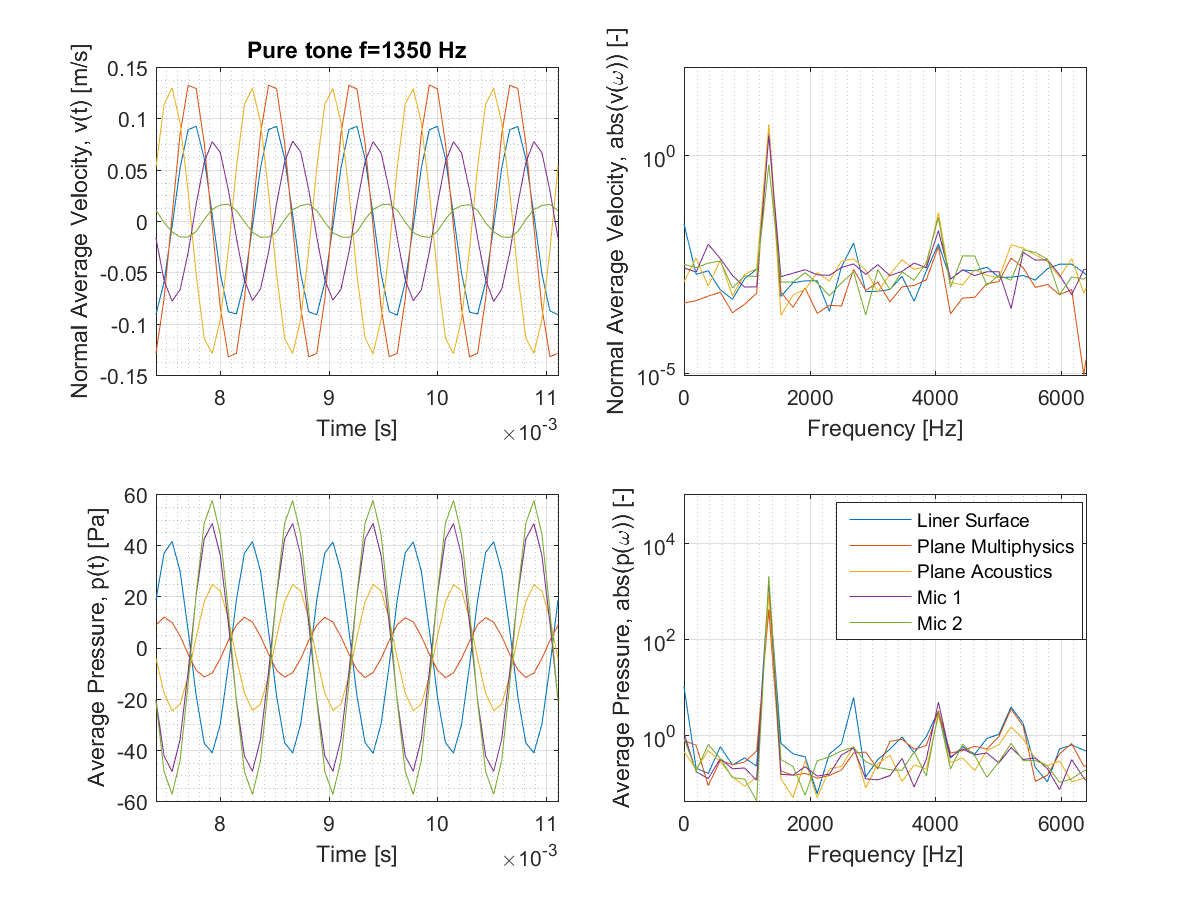 Pure tone f=1350 Hz
Normal Average Velocity, v(t) [m/s]
0.15
0.1
0.05
0
-0.05
-0.1
-0.15
8
9
10
11
Time [s]
×10^-3
Normal Average Velocity, abs(v(ω)) [-]
10^0
10^-5
0
2000
4000
6000
Frequency [Hz]
Average Pressure, p(t) [Pa]
60
40
20
0
-20
-40
-60
8
9
10
11
Time [s]
×10^-3
Average Pressure, abs(p(ω)) [-]
10^4
10^2
10^0
Liner Surface
Plane Multiphysics
Plane Acoustics
Mic 1
Mic 2
0
2000
4000
6000
Frequency [Hz]